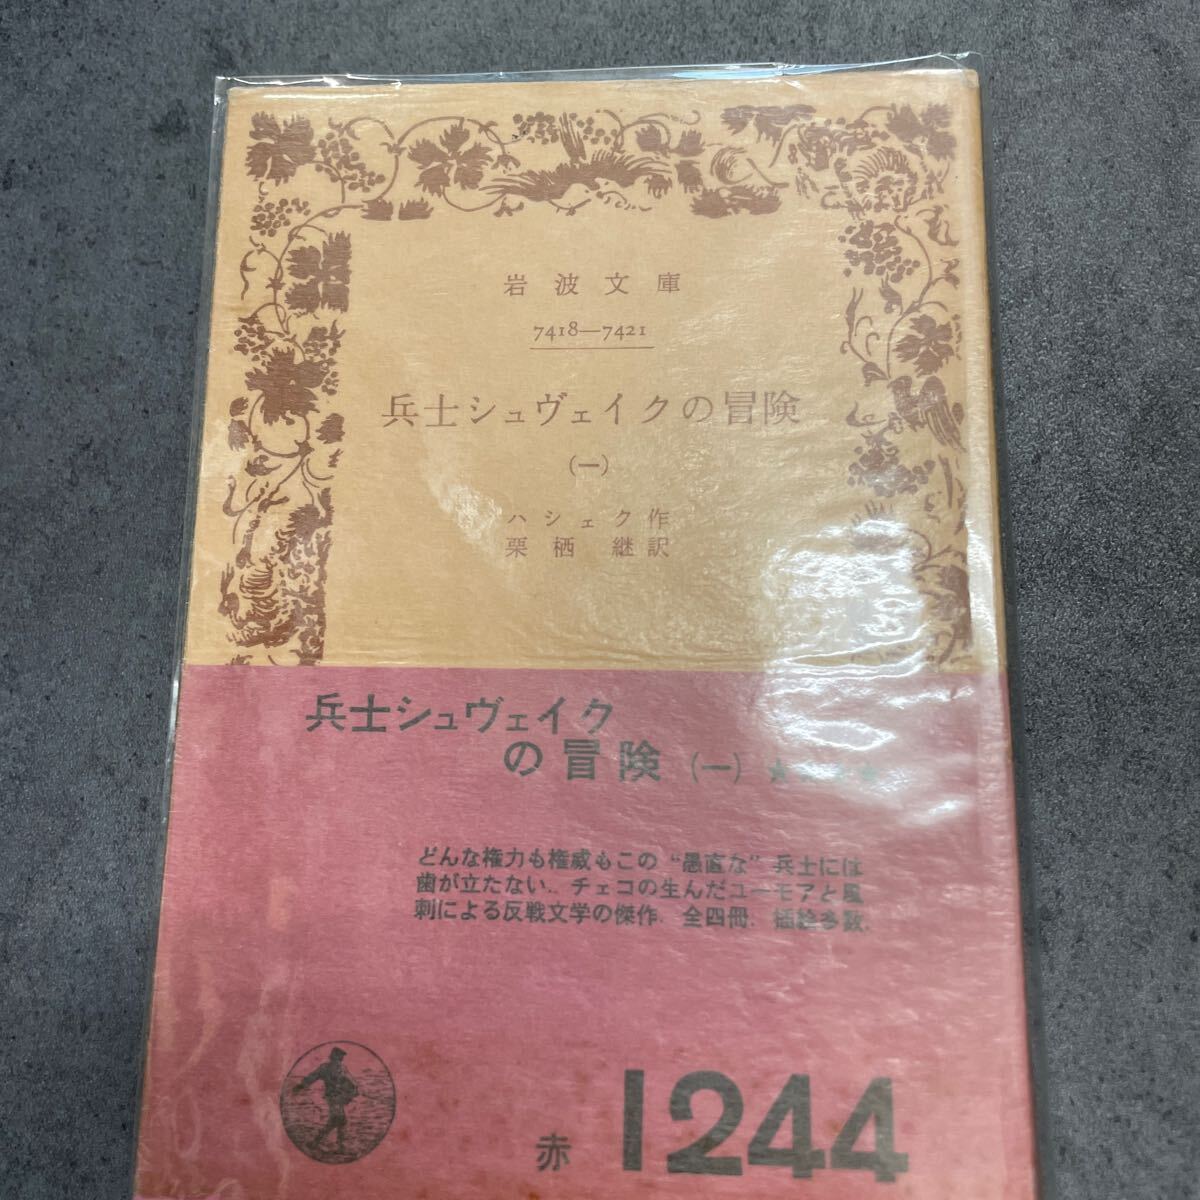 岩波文庫
7418—7421
兵士シュヴェイクの冒険
(一)
ハシェク作
栗栖 継訳
兵士シュヴェイク
の冒険 (一) ★★★★
どんな権力も権威もこの“愚直な”兵士には
歯が立たない. チェコの生んだユーモアと風
刺による反戦文学の傑作. 全四冊. 挿絵多数.
赤 1244